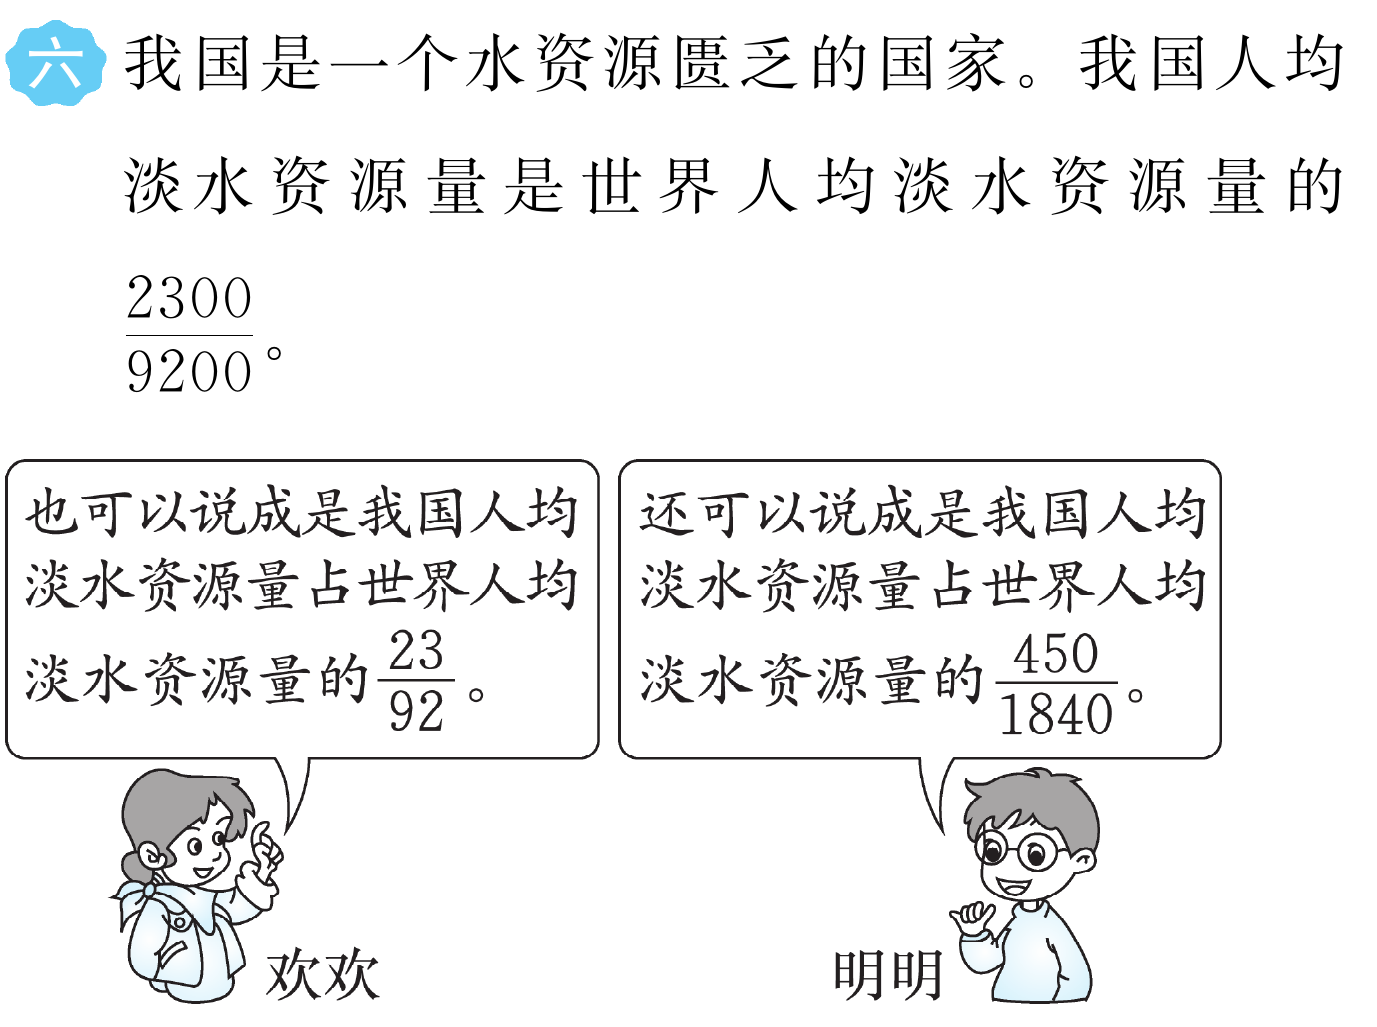 六 我国是一个水资源匮乏的国家。我国人均
淡水资源量是世界人均淡水资源量的
2300/9200。
也可以说成是我国人均
淡水资源量占世界人均
淡水资源量的23/92。
还可以说成是我国人均
淡水资源量占世界人均
淡水资源量的450/1840。
欢欢
明明